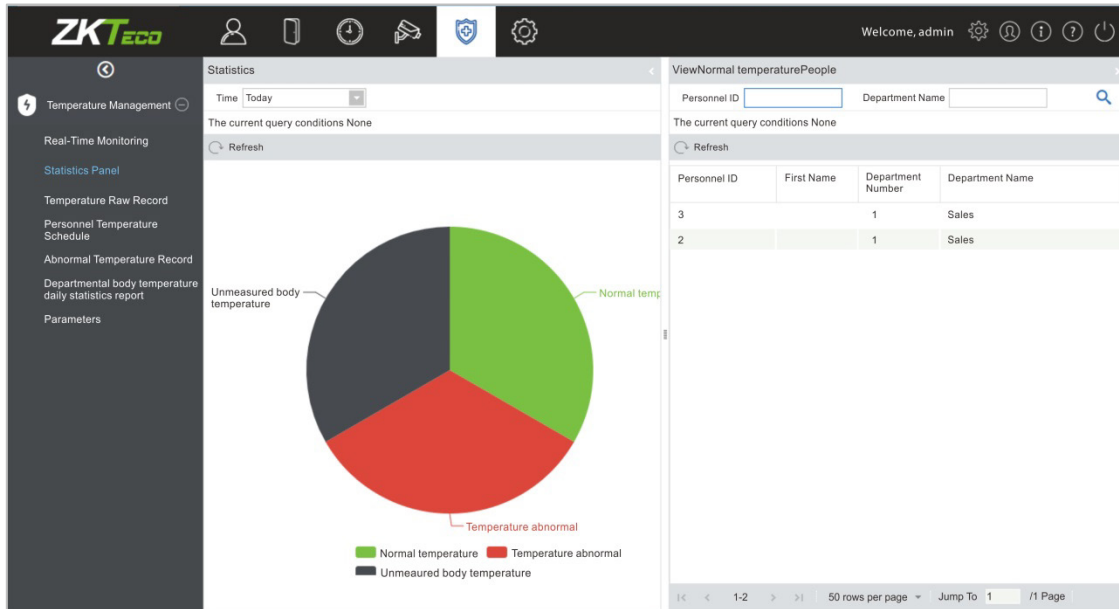 ZKTeco
Welcome, admin
Temperature Management
Real-Time Monitoring
Statistics Panel
Temperature Raw Record
Personnel Temperature
Schedule
Abnormal Temperature Record
Departmental body temperature
daily statistics report
Parameters
Statistics
Time Today
The current query conditions None
Refresh
Unmeasured body
temperature
Normal temp
Temperature abnormal
Normal temperature Temperature abnormal
Unmeaured body temperature
ViewNormal temperaturePeople
Personnel ID Department Name
The current query conditions None
Refresh
Personnel ID First Name Department Number Department Name
3 1 Sales
2 1 Sales
1-2 50 rows per page Jump To 1 /1 Page